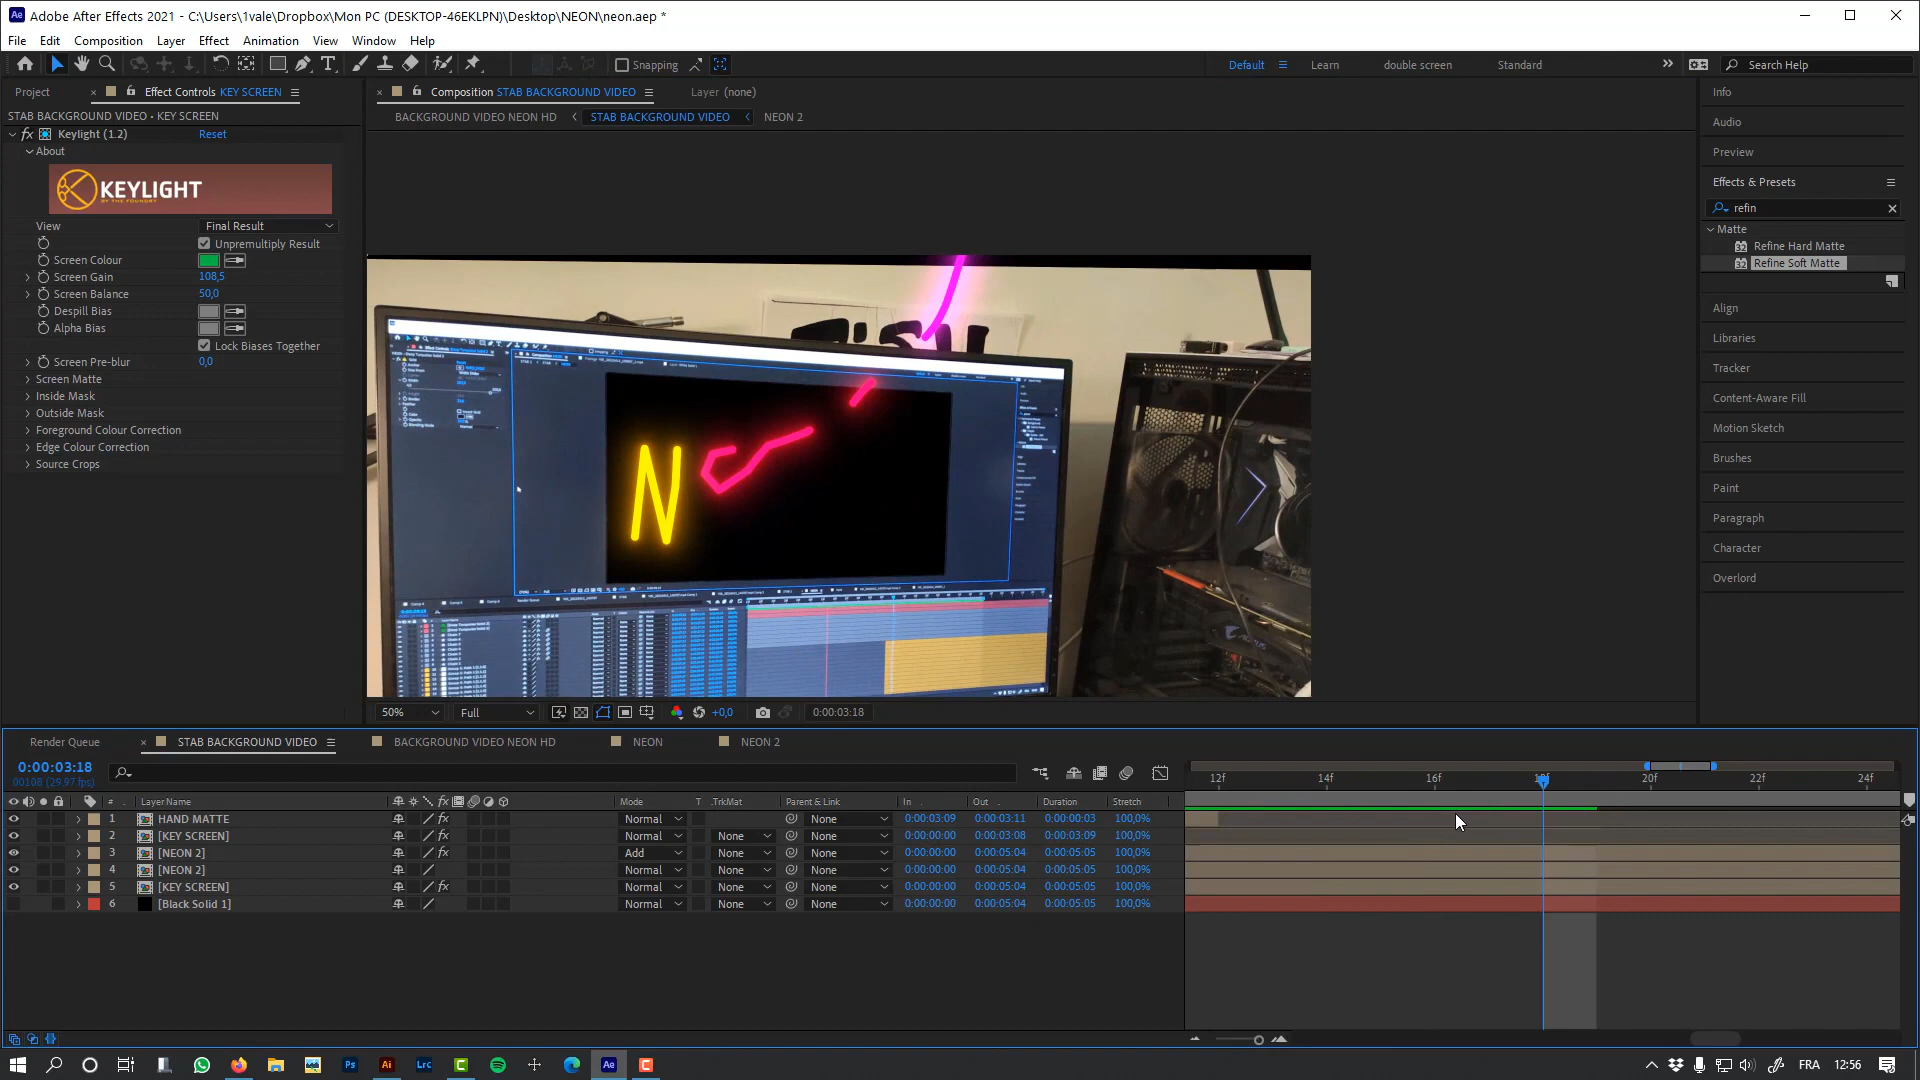 Adobe After Effects 2021 - C:\Users\1vale\Dropbox\Mon PC (DESKTOP-46EKLPN)\Desktop\NEON\neon.aep *
File Edit Composition Layer Effect Animation View Window Help
Snapping Default Learn double screen Standard Search Help
Project Effect Controls KEY SCREEN
Composition STAB BACKGROUND VIDEO Layer (none)
STAB BACKGROUND VIDEO • KEY SCREEN
BACKGROUND VIDEO NEON HD STAB BACKGROUND VIDEO NEON 2
fx Keylight (1.2) Reset
About
KEYLIGHT
BY THE FOUNDRY
View Final Result
Unpremultiply Result
Screen Colour
Screen Gain 108,5
Screen Balance 50,0
Despill Bias
Alpha Bias
Lock Biases Together
Screen Pre-blur 0,0
Screen Matte
Inside Mask
Outside Mask
Foreground Colour Correction
Edge Colour Correction
Source Crops
N
50% Full +0,0 0:00:03:18
Info
Audio
Preview
Effects & Presets
refin
Matte
32 Refine Hard Matte
32 Refine Soft Matte
Align
Libraries
Tracker
Content-Aware Fill
Motion Sketch
Brushes
Paint
Paragraph
Character
Overlord
Render Queue STAB BACKGROUND VIDEO BACKGROUND VIDEO NEON HD NEON NEON 2
0:00:03:18
00108 (29.97 fps)
12f 14f 16f 18f 20f 22f 24f
# Layer Name fx Mode T .TrkMat Parent & Link In Out Duration Stretch
1 HAND MATTE fx Normal None 0:00:03:09 0:00:03:11 0:00:00:03 100,0%
2 [KEY SCREEN] fx Normal None None 0:00:00:00 0:00:03:08 0:00:03:09 100,0%
3 [NEON 2] fx Add None None 0:00:00:00 0:00:05:04 0:00:05:05 100,0%
4 [NEON 2] Normal None None 0:00:00:00 0:00:05:04 0:00:05:05 100,0%
5 [KEY SCREEN] fx Normal None None 0:00:00:00 0:00:05:04 0:00:05:05 100,0%
6 [Black Solid 1] Normal None None 0:00:00:00 0:00:05:04 0:00:05:05 100,0%
Ps Ai Lrc C Ae C FRA 12:56